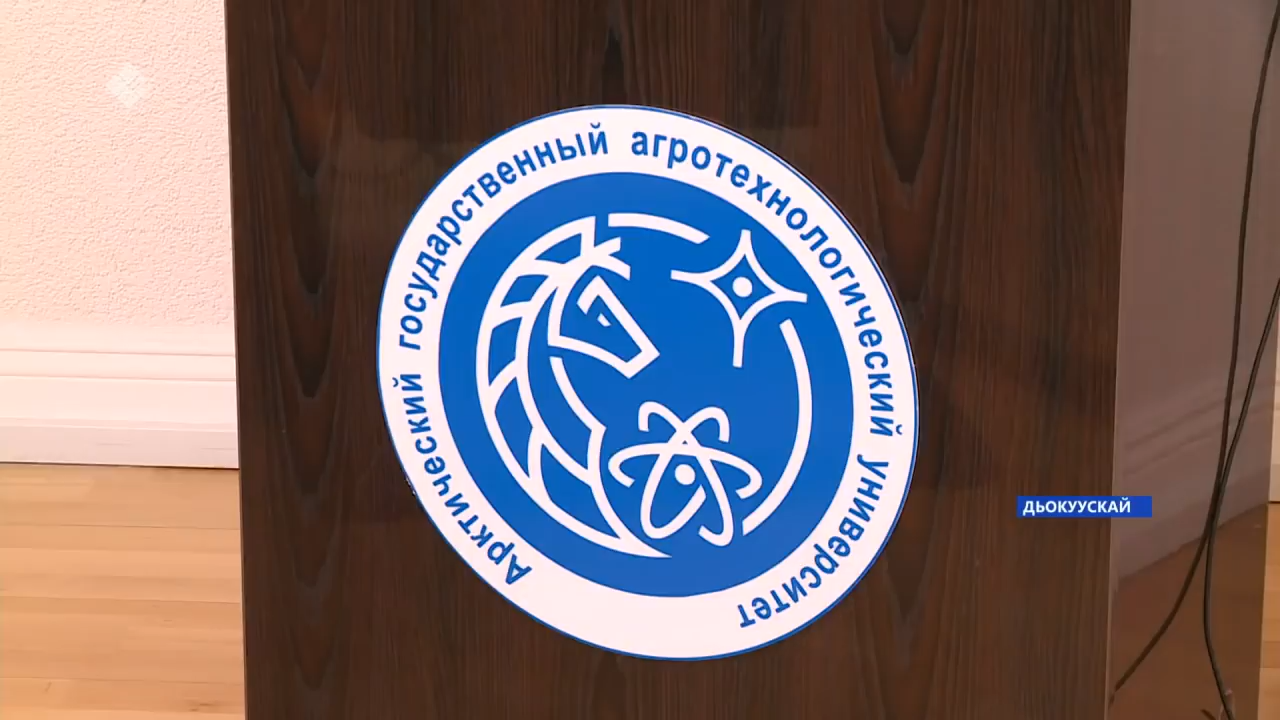 Арктический государственный агротехнологический университет
ДЬОКУУСКАЙ